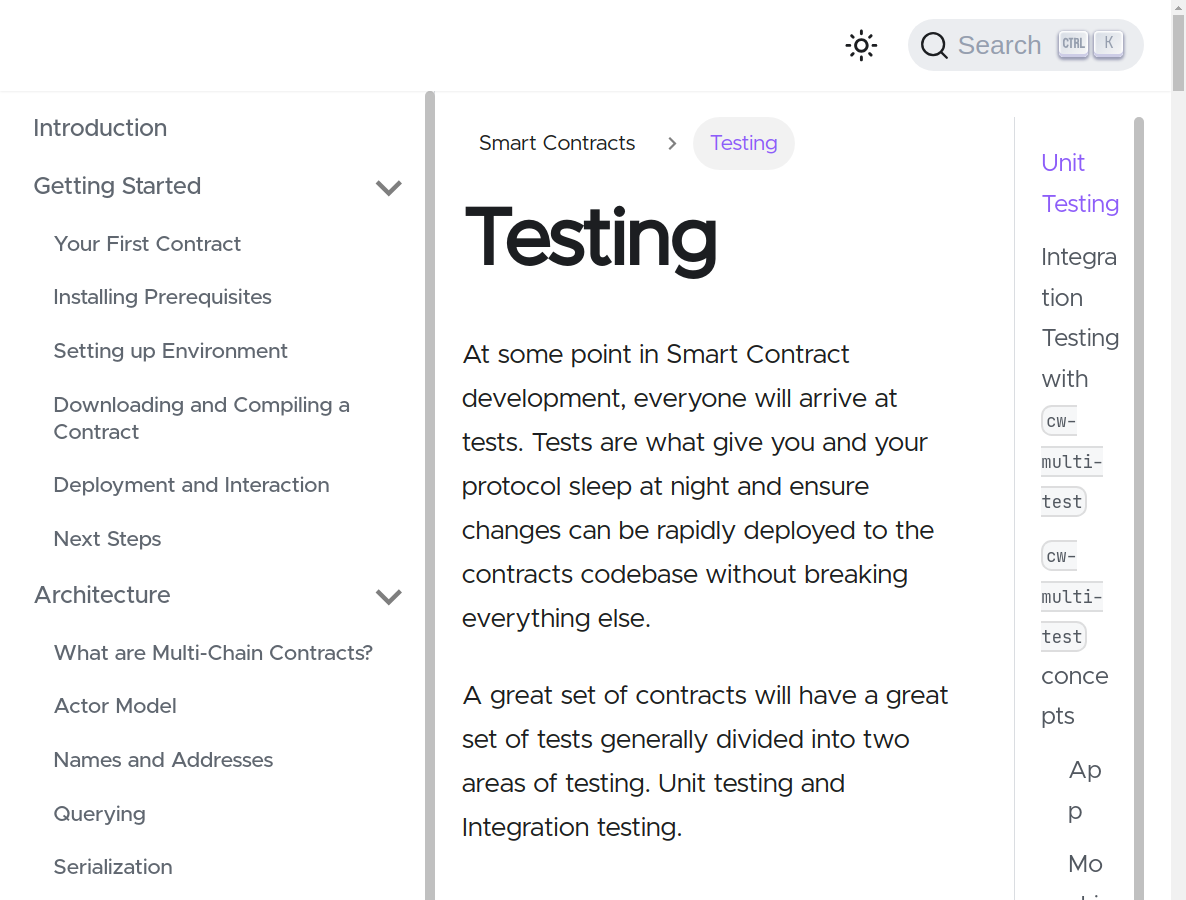 Search CTRL K
Introduction
Getting Started
Your First Contract
Installing Prerequisites
Setting up Environment
Downloading and Compiling a
Contract
Deployment and Interaction
Next Steps
Architecture
What are Multi-Chain Contracts?
Actor Model
Names and Addresses
Querying
Serialization
Smart Contracts
Testing
Testing
At some point in Smart Contract
development, everyone will arrive at
tests. Tests are what give you and your
protocol sleep at night and ensure
changes can be rapidly deployed to the
contracts codebase without breaking
everything else.
A great set of contracts will have a great
set of tests generally divided into two
areas of testing. Unit testing and
Integration testing.
Unit
Testing
Integra
tion
Testing
with
cw-
multi-
test
cw-
multi-
test
conce
pts
Ap
p
Mo